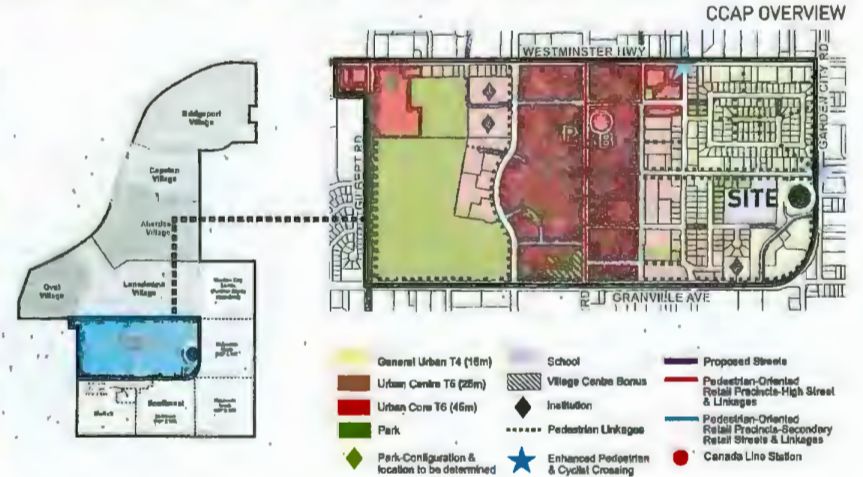 CCAP OVERVIEW
WESTMINSTER HWY
GARDEN CITY RD
GILBERT RD
SITE
GRANVILLE AVE
RD
Bridgeport
Village
Capstan
Village
Aberdeen
Village
Oval
Village
Lansdowne
Village
General Urban T4 (15m)
Urban Centre T5 (25m)
Urban Core T6 (45m)
Park
Park-Configuration &
location to be determined
School
Village Centre Bonus
Institution
Pedestrian Linkages
Enhanced Pedestrian
& Cyclist Crossing
Proposed Streets
Pedestrian-Oriented
Retail Precincts-High Street
& Linkages
Pedestrian-Oriented
Retail Precincts-Secondary
Retail Streets & Linkages
Canada Line Station